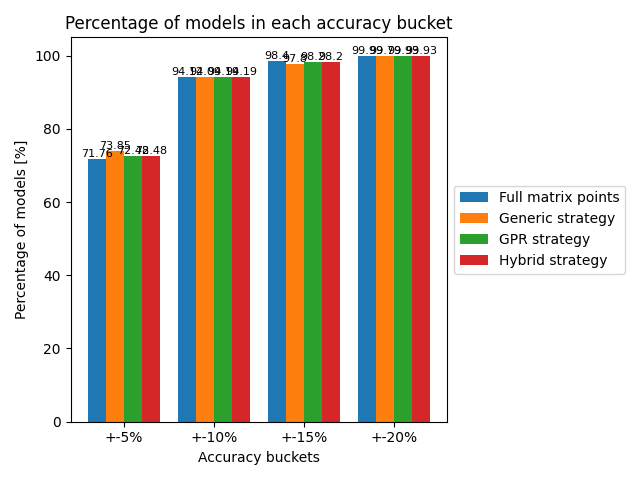 Percentage of models in each accuracy bucket
Percentage of models [%]
100
80
60
40
20
0
71.76
73.85
72.48
72.48
94.19
98.4
98.2
99.93
+-5%
+-10%
+-15%
+-20%
Accuracy buckets
Full matrix points
Generic strategy
GPR strategy
Hybrid strategy